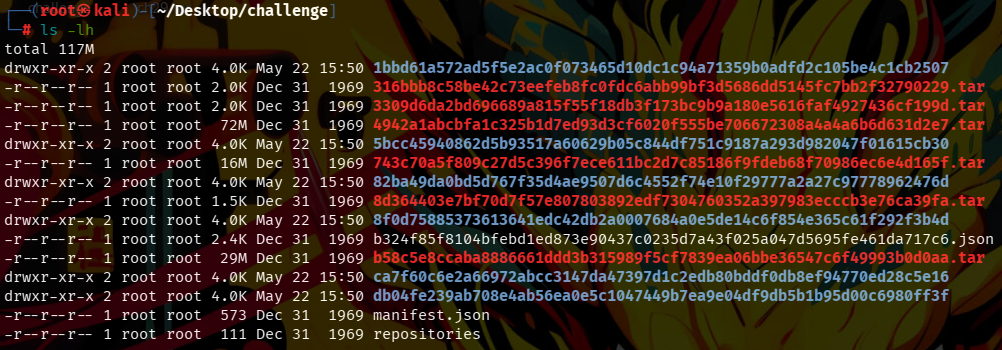 ┌──(root㉿kali)-[~/Desktop/challenge]
└─# ls -lh
total 117M
drwxr-xr-x 2 root root 4.0K May 22 15:50 1bbd61a572ad5f5e2ac0f073465d10dc1c94a71359b0adfd2c105be4c1cb2507
-r--r--r-- 1 root root 2.0K Dec 31  1969 316bbb8c58be42c73eefeb8fc0fdc6abb99bf3d5686dd5145fc7bb2f32790229.tar
-r--r--r-- 1 root root 2.0K Dec 31  1969 3309d6da2bd696689a815f55f18db3f173bc9b9a180e5616faf4927436cf199d.tar
-r--r--r-- 1 root root  72M Dec 31  1969 4942a1abcbfa1c325b1d7ed93d3cf6020f555be706672308a4a4a6b6d631d2e7.tar
drwxr-xr-x 2 root root 4.0K May 22 15:50 5bcc45940862d5b93517a60629b05c844df751c9187a293d982047f01615cb30
-r--r--r-- 1 root root  16M Dec 31  1969 743c70a5f809c27d5c396f7ece611bc2d7c85186f9fdeb68f70986ec6e4d165f.tar
drwxr-xr-x 2 root root 4.0K May 22 15:50 82ba49da0bd5d767f35d4ae9507d6c4552f74e10f29777a2a27c97778962476d
-r--r--r-- 1 root root 1.5K Dec 31  1969 8d364403e7bf70d7f57e807803892edf7304760352a397983ecccb3e76ca39fa.tar
drwxr-xr-x 2 root root 4.0K May 22 15:50 8f0d75885373613641edc42db2a0007684a0e5de14c6f854e365c61f292f3b4d
-r--r--r-- 1 root root 2.4K Dec 31  1969 b324f85f8104bfebd1ed873e90437c0235d7a43f025a047d5695fe461da717c6.json
-r--r--r-- 1 root root  29M Dec 31  1969 b58c5e8ccaba8886661ddd3b315989f5cf7839ea06bbe36547c6f49993b0d0aa.tar
drwxr-xr-x 2 root root 4.0K May 22 15:50 ca7f60c6e2a66972abcc3147da47397d1c2edb80bddf0db8ef94770ed28c5e16
drwxr-xr-x 2 root root 4.0K May 22 15:50 db04fe239ab708e4ab56ea0e5c1047449b7ea9e04df9db5b1b95d00c6980ff3f
-r--r--r-- 1 root root  573 Dec 31  1969 manifest.json
-r--r--r-- 1 root root  111 Dec 31  1969 repositories